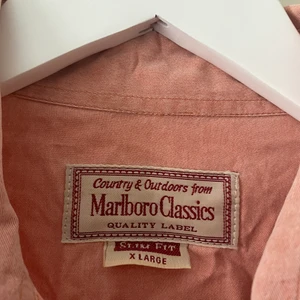 Country & Outdoors from
Marlboro Classics
QUALITY LABEL
SLIM FIT
X LARGE